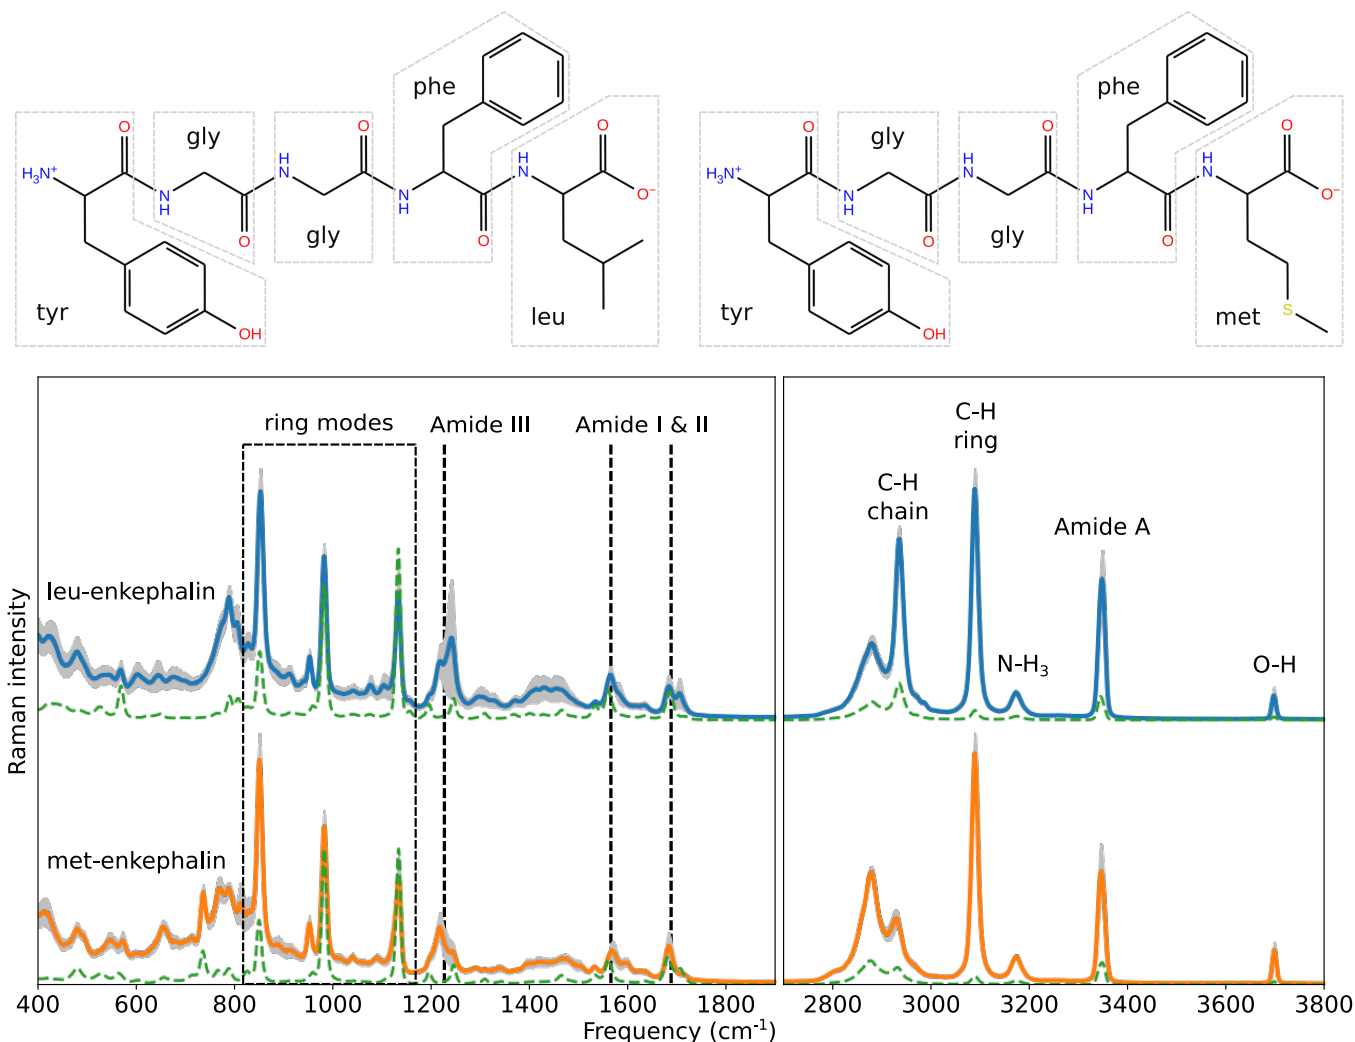 phe
phe
O
gly
O
O
O
gly
O
O
H
N
H
N
H
N
H
N
H₃N⁺
N
H
N
H
O⁻
H₃N⁺
N
H
N
H
O⁻
O
gly
O
O
gly
O
tyr
OH
leu
tyr
OH
S
met
ring modes
Amide III
Amide I & II
C-H
ring
C-H
chain
Amide A
leu-enkephalin
N-H₃
O-H
met-enkephalin
Raman intensity
400
600
800
1000
1200
1400
1600
1800
2800
3000
3200
3400
3600
3800
Frequency (cm⁻¹)